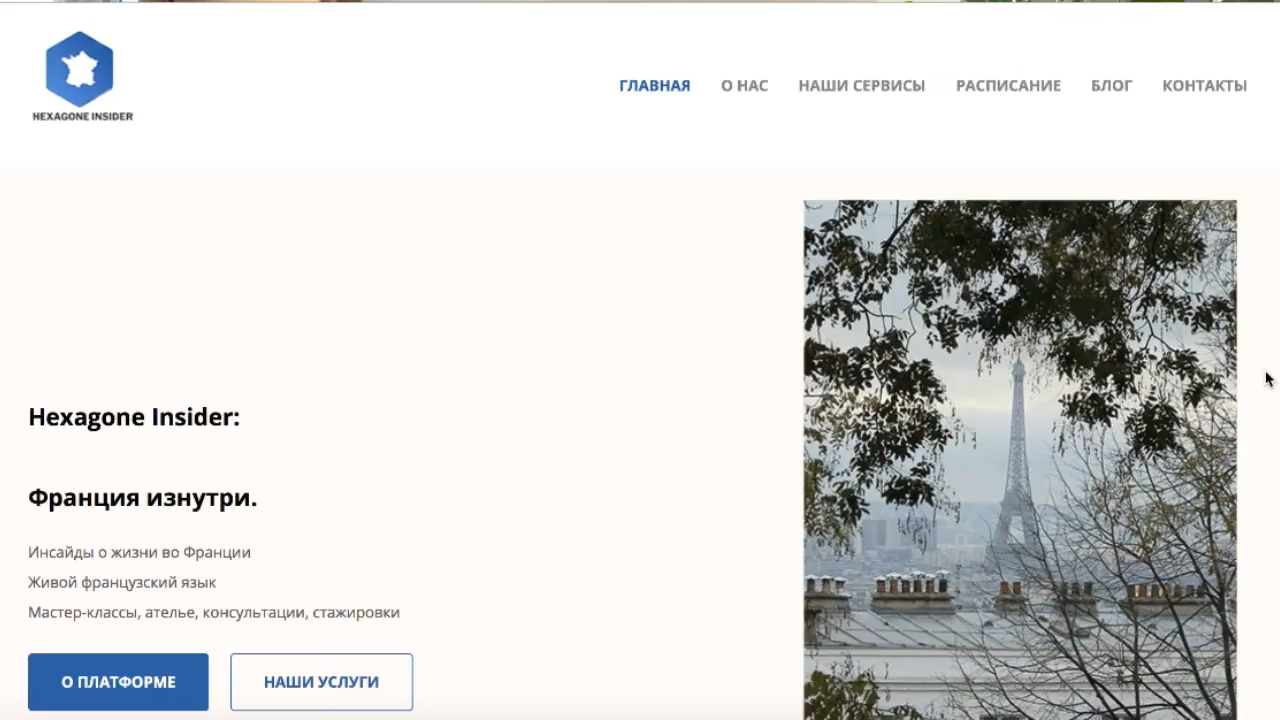 HEXAGONE INSIDER
ГЛАВНАЯ О НАС НАШИ СЕРВИСЫ РАСПИСАНИЕ БЛОГ КОНТАКТЫ
Hexagone Insider:
Франция изнутри.
Инсайды о жизни во Франции
Живой французский язык
Мастер-классы, ателье, консультации, стажировки
О ПЛАТФОРМЕ НАШИ УСЛУГИ